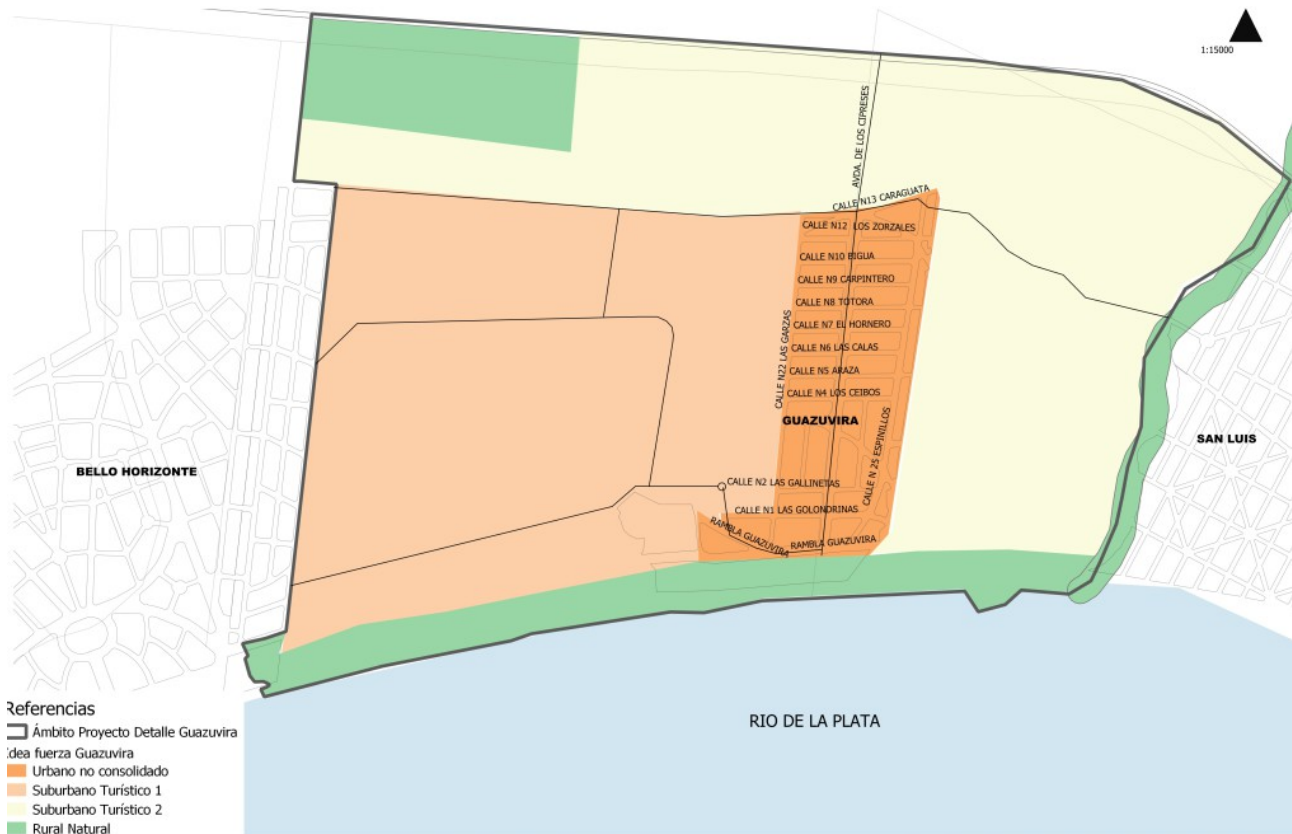 1:15000
AVDA. DE LOS CIPRESES
CALLE N13 CARAGUATA
CALLE N12 LOS ZORZALES
CALLE N10 BIGUA
CALLE N9 CARPINTERO
CALLE N8 TOTORA
CALLE N7 EL HORNERO
CALLE N6 LAS CALAS
CALLE N5 ARAZA
CALLE N4 LOS CEIBOS
CALLE N22 LAS GARZAS
GUAZUVIRA
CALLE N 25 ESPINILLOS
SAN LUIS
BELLO HORIZONTE
CALLE N2 LAS GALLINETAS
CALLE N1 LAS GOLONDRINAS
RAMBLA GUAZUVIRA
RAMBLA GUAZUVIRA
RIO DE LA PLATA
Referencias
Ámbito Proyecto Detalle Guazuvira
Idea fuerza Guazuvira
Urbano no consolidado
Suburbano Turístico 1
Suburbano Turístico 2
Rural Natural